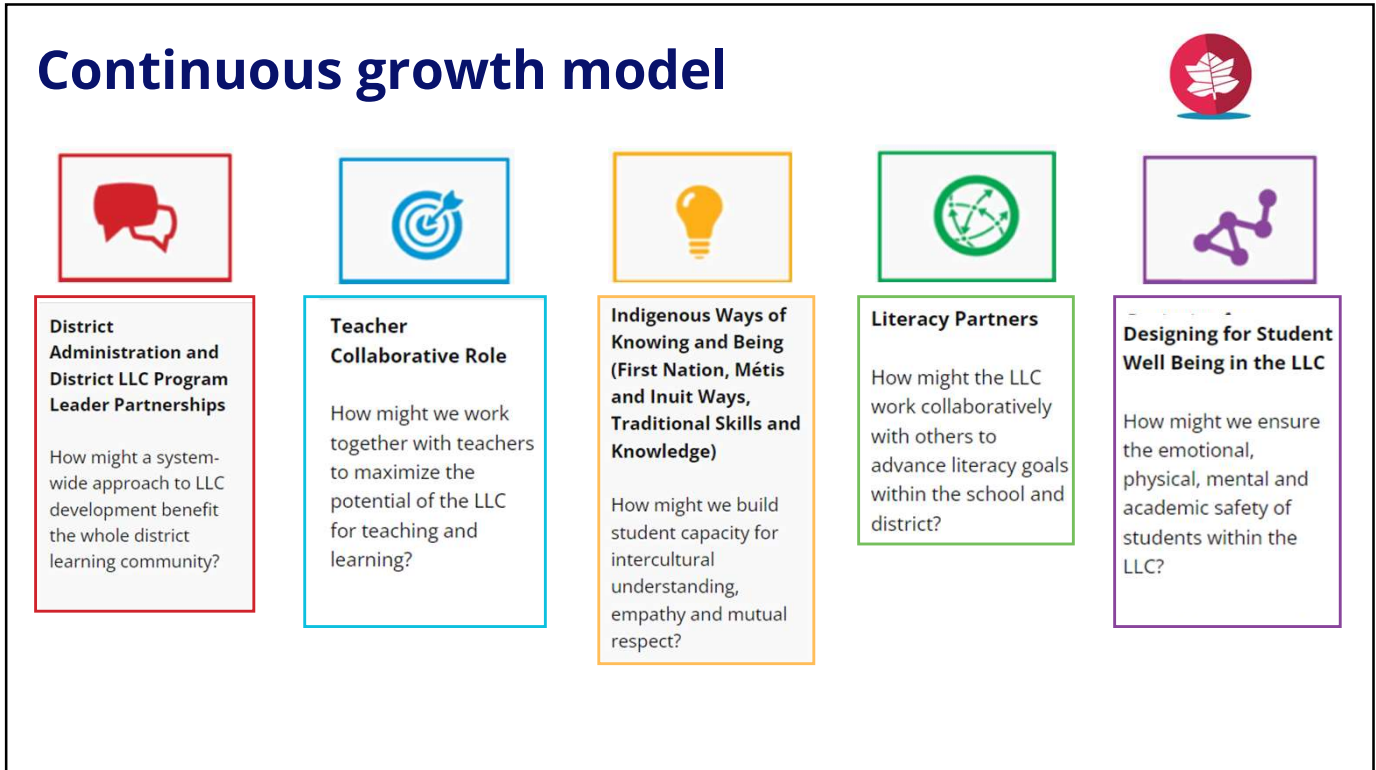 Continuous growth model
District
Administration and
District LLC Program
Leader Partnerships
How might a system-
wide approach to LLC
development benefit
the whole district
learning community?
Teacher
Collaborative Role
How might we work
together with teachers
to maximize the
potential of the LLC
for teaching and
learning?
Indigenous Ways of
Knowing and Being
(First Nation, Métis
and Inuit Ways,
Traditional Skills and
Knowledge)
How might we build
student capacity for
intercultural
understanding,
empathy and mutual
respect?
Literacy Partners
How might the LLC
work collaboratively
with others to
advance literacy goals
within the school and
district?
Designing for Student
Well Being in the LLC
How might we ensure
the emotional,
physical, mental and
academic safety of
students within the
LLC?